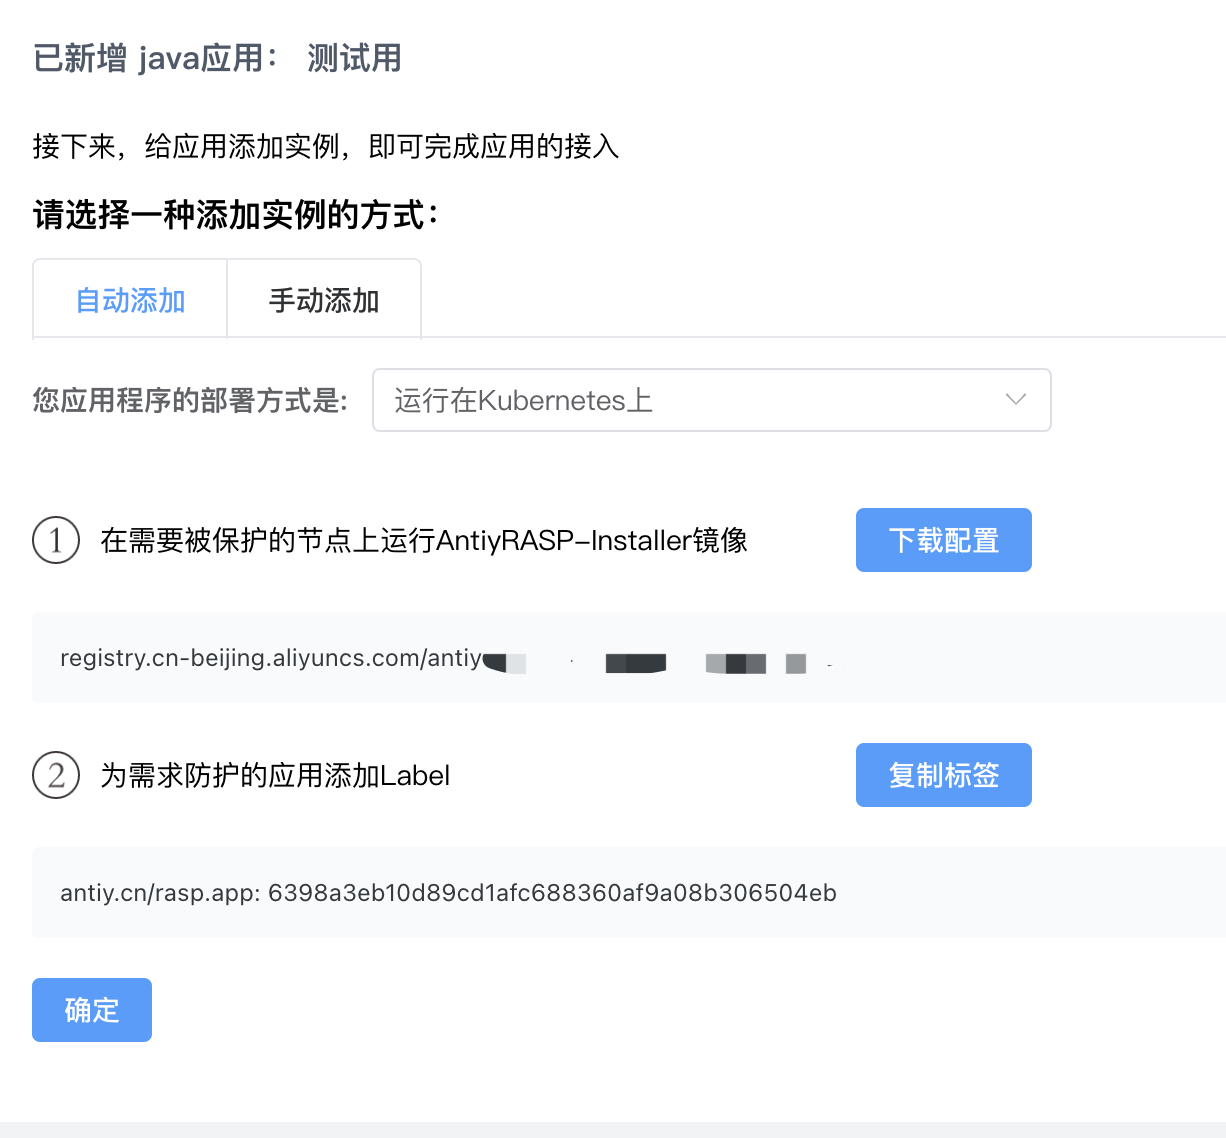 已新增 java应用： 测试用
接下来，给应用添加实例，即可完成应用的接入
请选择一种添加实例的方式：
自动添加 手动添加
您应用程序的部署方式是: 运行在Kubernetes上
1 在需要被保护的节点上运行AntiyRASP-Installer镜像 下载配置
registry.cn-beijing.aliyuncs.com/antiy
2 为需求防护的应用添加Label 复制标签
antiy.cn/rasp.app: 6398a3eb10d89cd1afc688360af9a08b306504eb
确定